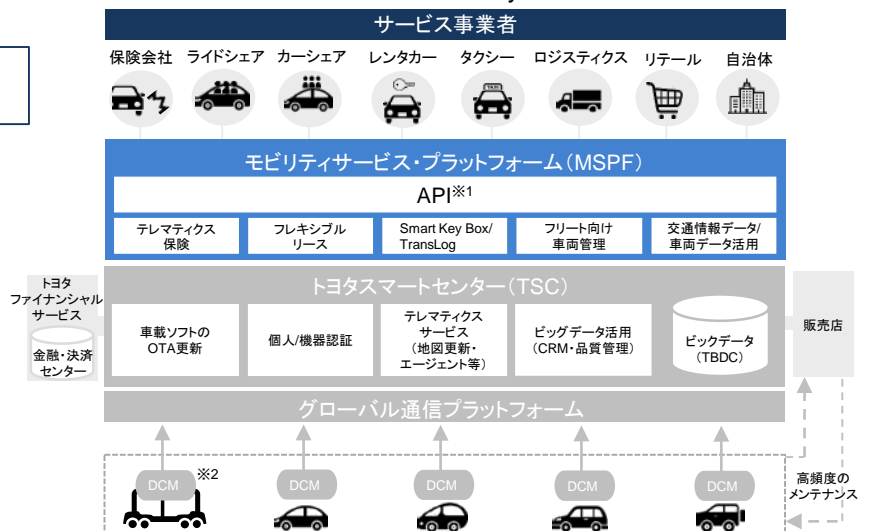 サービス事業者
保険会社 ライドシェア カーシェア レンタカー タクシー ロジスティクス リテール 自治体
TAXI
モビリティサービス・プラットフォーム(MSPF)
API※1
テレマティクス
保険
フレキシブル
リース
Smart Key Box/
TransLog
フリート向け
車両管理
交通情報データ/
車両データ活用
トヨタ
ファイナンシャル
サービス
金融・決済
センター
トヨタスマートセンター(TSC)
車載ソフトの
OTA更新
個人/機器認証
テレマティクス
サービス
(地図更新・
エージェント等)
ビッグデータ活用
(CRM・品質管理)
ビックデータ
(TBDC)
販売店
グローバル通信プラットフォーム
DCM ※2 DCM DCM DCM DCM
高頻度の
メンテナンス